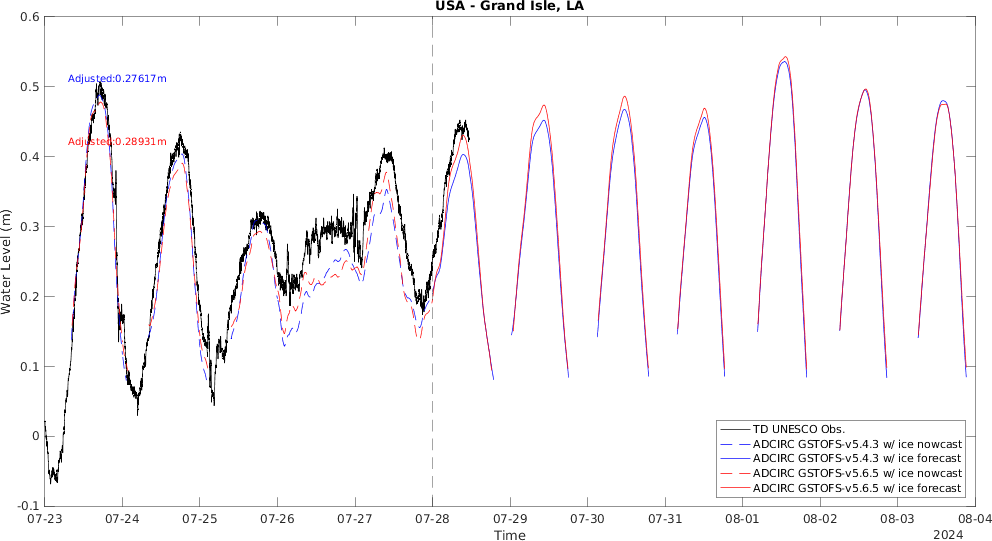 USA - Grand Isle, LA
0.6
0.5
0.4
0.3
0.2
0.1
0
-0.1
Water Level (m)
Adjusted:0.27617m
Adjusted:0.28931m
TD UNESCO Obs.
ADCIRC GSTOFS-v5.4.3 w/ ice nowcast
ADCIRC GSTOFS-v5.4.3 w/ ice forecast
ADCIRC GSTOFS-v5.6.5 w/ ice nowcast
ADCIRC GSTOFS-v5.6.5 w/ ice forecast
07-23 07-24 07-25 07-26 07-27 07-28 07-29 07-30 07-31 08-01 08-02 08-03 08-04
Time
2024